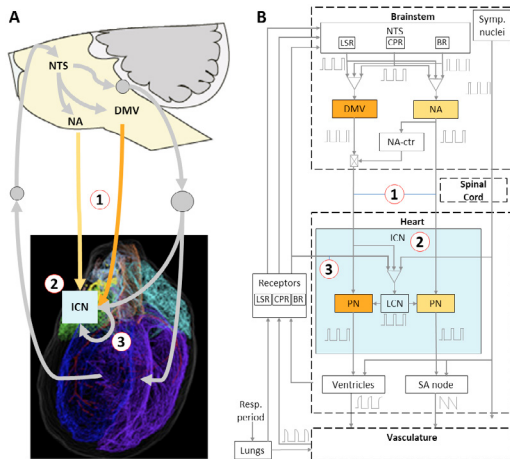 A
NTS
NA
DMV
1
2
ICN
3
B
Brainstem
Symp.
nuclei
NTS
LSR
CPR
BR
DMV
NA
NA-ctr
1
Spinal
Cord
Heart
ICN
2
3
Receptors
LSR CPR BR
PN
LCN
PN
Ventricles
SA node
Resp.
period
Lungs
Vasculature